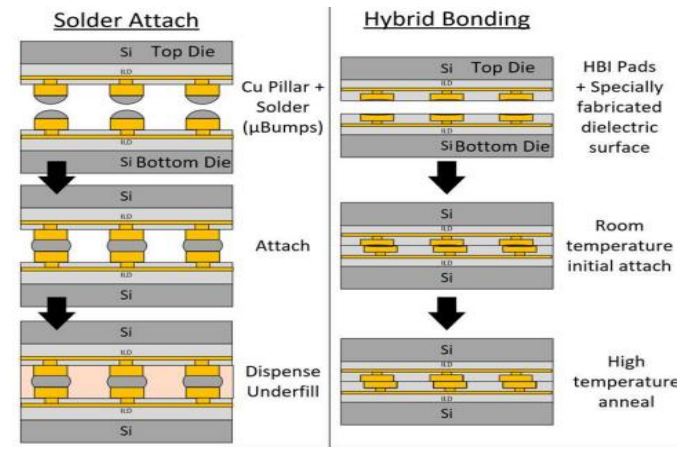 Solder Attach
Si Top Die
ILD
Cu Pillar +
Solder
(µBumps)
ILD
Si Bottom Die
Si
ILD
Attach
ILD
Si
Si
ILD
Dispense
Underfill
ILD
Si
Hybrid Bonding
Si Top Die
ILD
HBI Pads
+ Specially
fabricated
dielectric
surface
ILD
Si Bottom Die
Si
ILD
Room
temperature
initial attach
ILD
Si
Si
ILD
High
temperature
anneal
ILD
Si